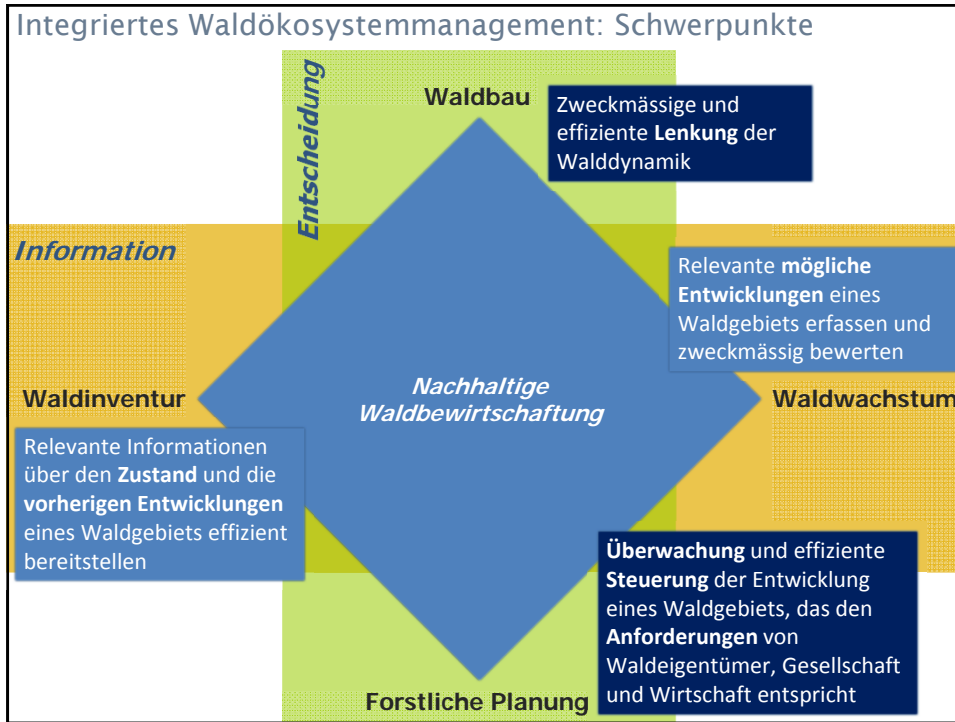 Integriertes Waldökosystemmanagement: Schwerpunkte
Entscheidung
Waldbau
Zweckmässige und
effiziente Lenkung der
Walddynamik
Information
Relevante mögliche
Entwicklungen eines
Waldgebiets erfassen und
zweckmässig bewerten
Waldinventur
Nachhaltige
Waldbewirtschaftung
Waldwachstum
Relevante Informationen
über den Zustand und die
vorherigen Entwicklungen
eines Waldgebiets effizient
bereitstellen
Überwachung und effiziente
Steuerung der Entwicklung
eines Waldgebiets, das den
Anforderungen von
Waldeigentümer, Gesellschaft
und Wirtschaft entspricht
Forstliche Planung